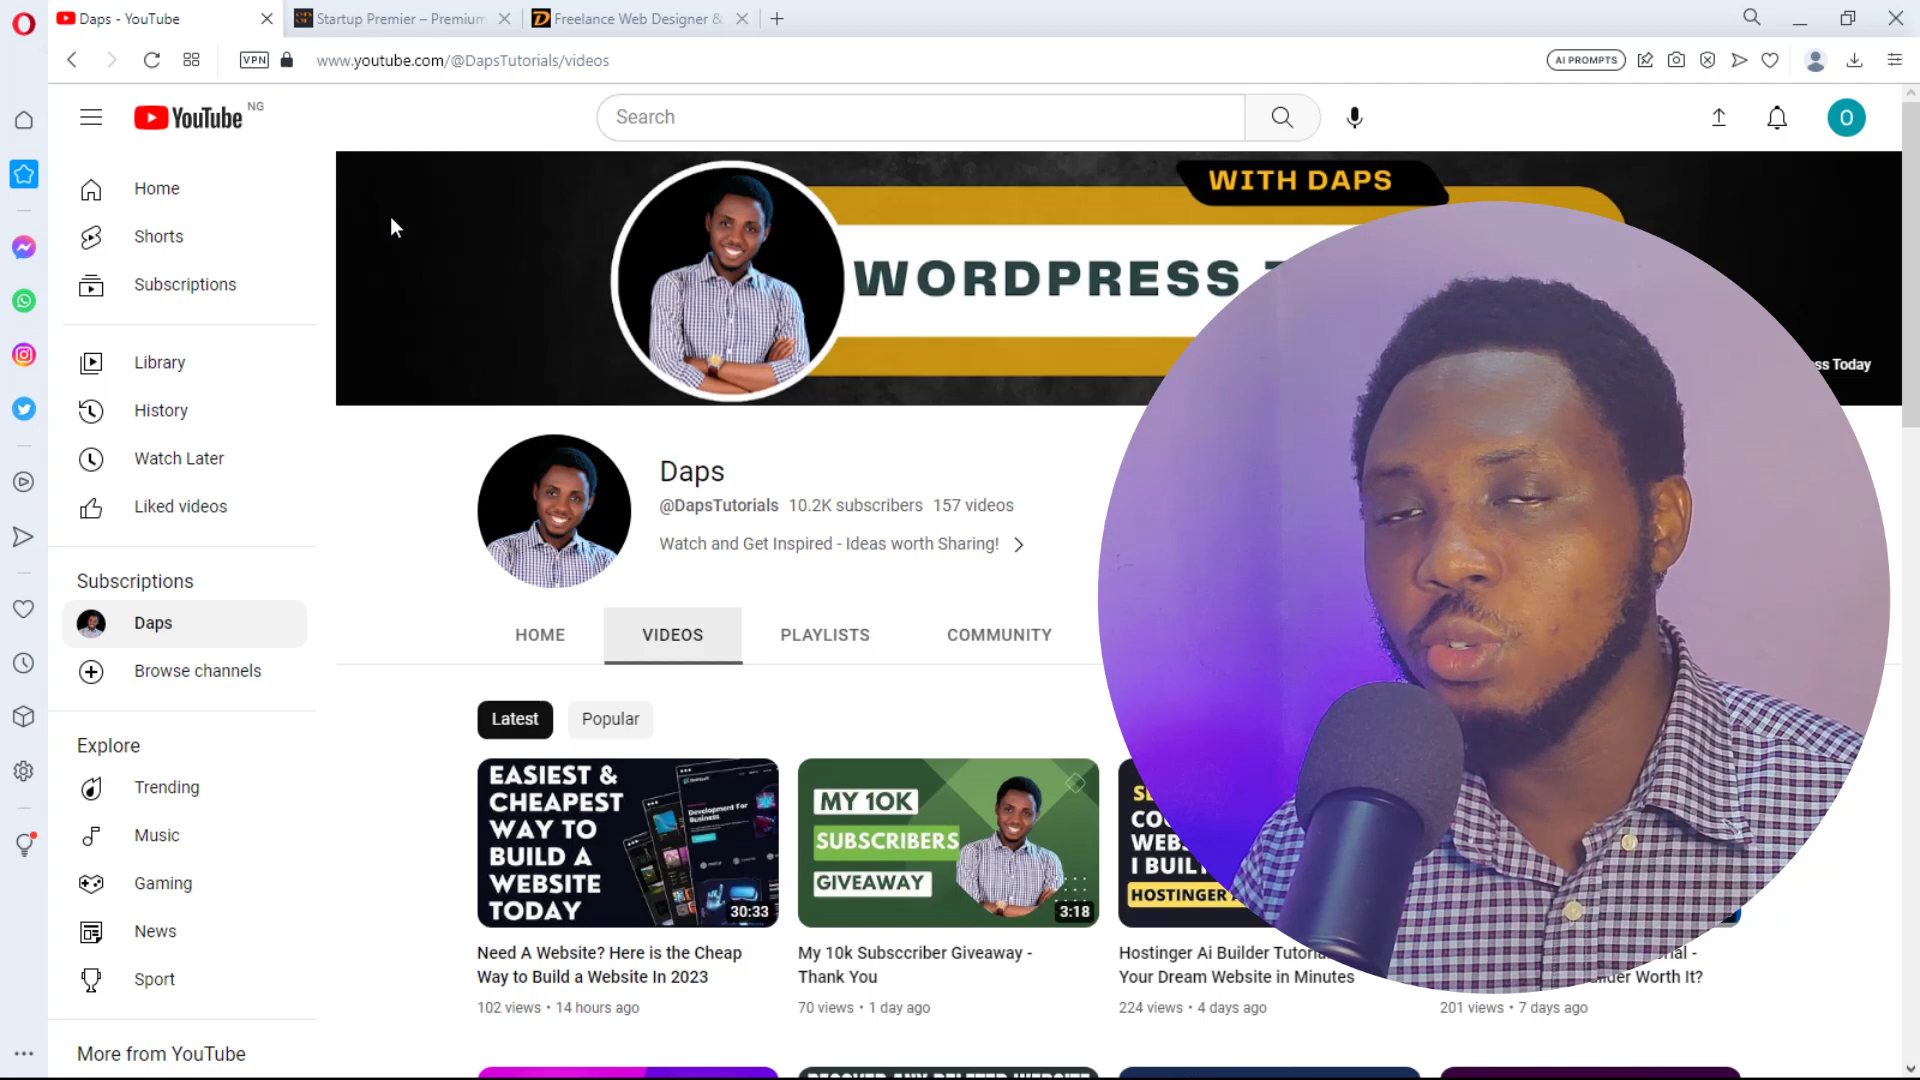 Daps - YouTube
Startup Premier – Premium
Freelance Web Designer &
VPN
www.youtube.com/@DapsTutorials/videos
AI PROMPTS
YouTube
NG
Search
O
Home
Shorts
Subscriptions
Library
History
Watch Later
Liked videos
Subscriptions
Daps
Browse channels
Explore
Trending
Music
Gaming
News
Sport
More from YouTube
WITH DAPS
WORDPRESS
Today
Daps
@DapsTutorials 10.2K subscribers 157 videos
Watch and Get Inspired - Ideas worth Sharing!
HOME
VIDEOS
PLAYLISTS
COMMUNITY
Latest
Popular
EASIEST &
CHEAPEST
WAY TO
BUILD A
WEBSITE
TODAY
Development For
Business
30:33
Need A Website? Here is the Cheap
Way to Build a Website In 2023
102 views • 14 hours ago
MY 10K
SUBSCRIBERS
GIVEAWAY
3:18
My 10k Subsccriber Giveaway -
Thank You
70 views • 1 day ago
I BUIL
HOSTINGER
Hostinger Ai Builder
Your Dream Website in Minutes
224 views • 4 days ago
Worth It?
201 views • 7 days ago